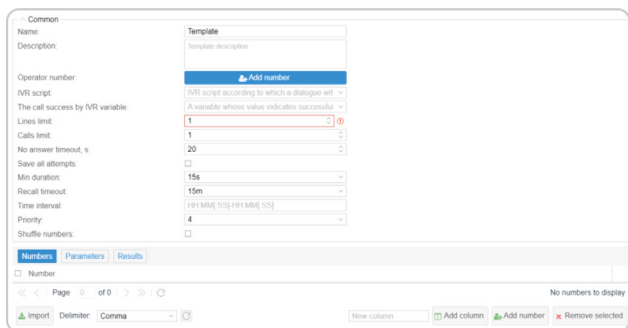 Common
Name: Template
Description: Template description
Operator number: Add number
IVR script: IVR script according to which a dialogue wit
The call success by IVR variable: A variable whose value indicates successful
Lines limit: 1
Calls limit: 1
No answer timeout, s: 20
Save all attempts:
Min duration: 15s
Recall timeout: 15m
Time interval: HH:MM[:SS]-HH:MM[:SS]
Priority: 4
Shuffle numbers:
Numbers Parameters Results
Number
Page 0 of 0 No numbers to display
Import Delimiter: Comma New column Add column Add number Remove selected